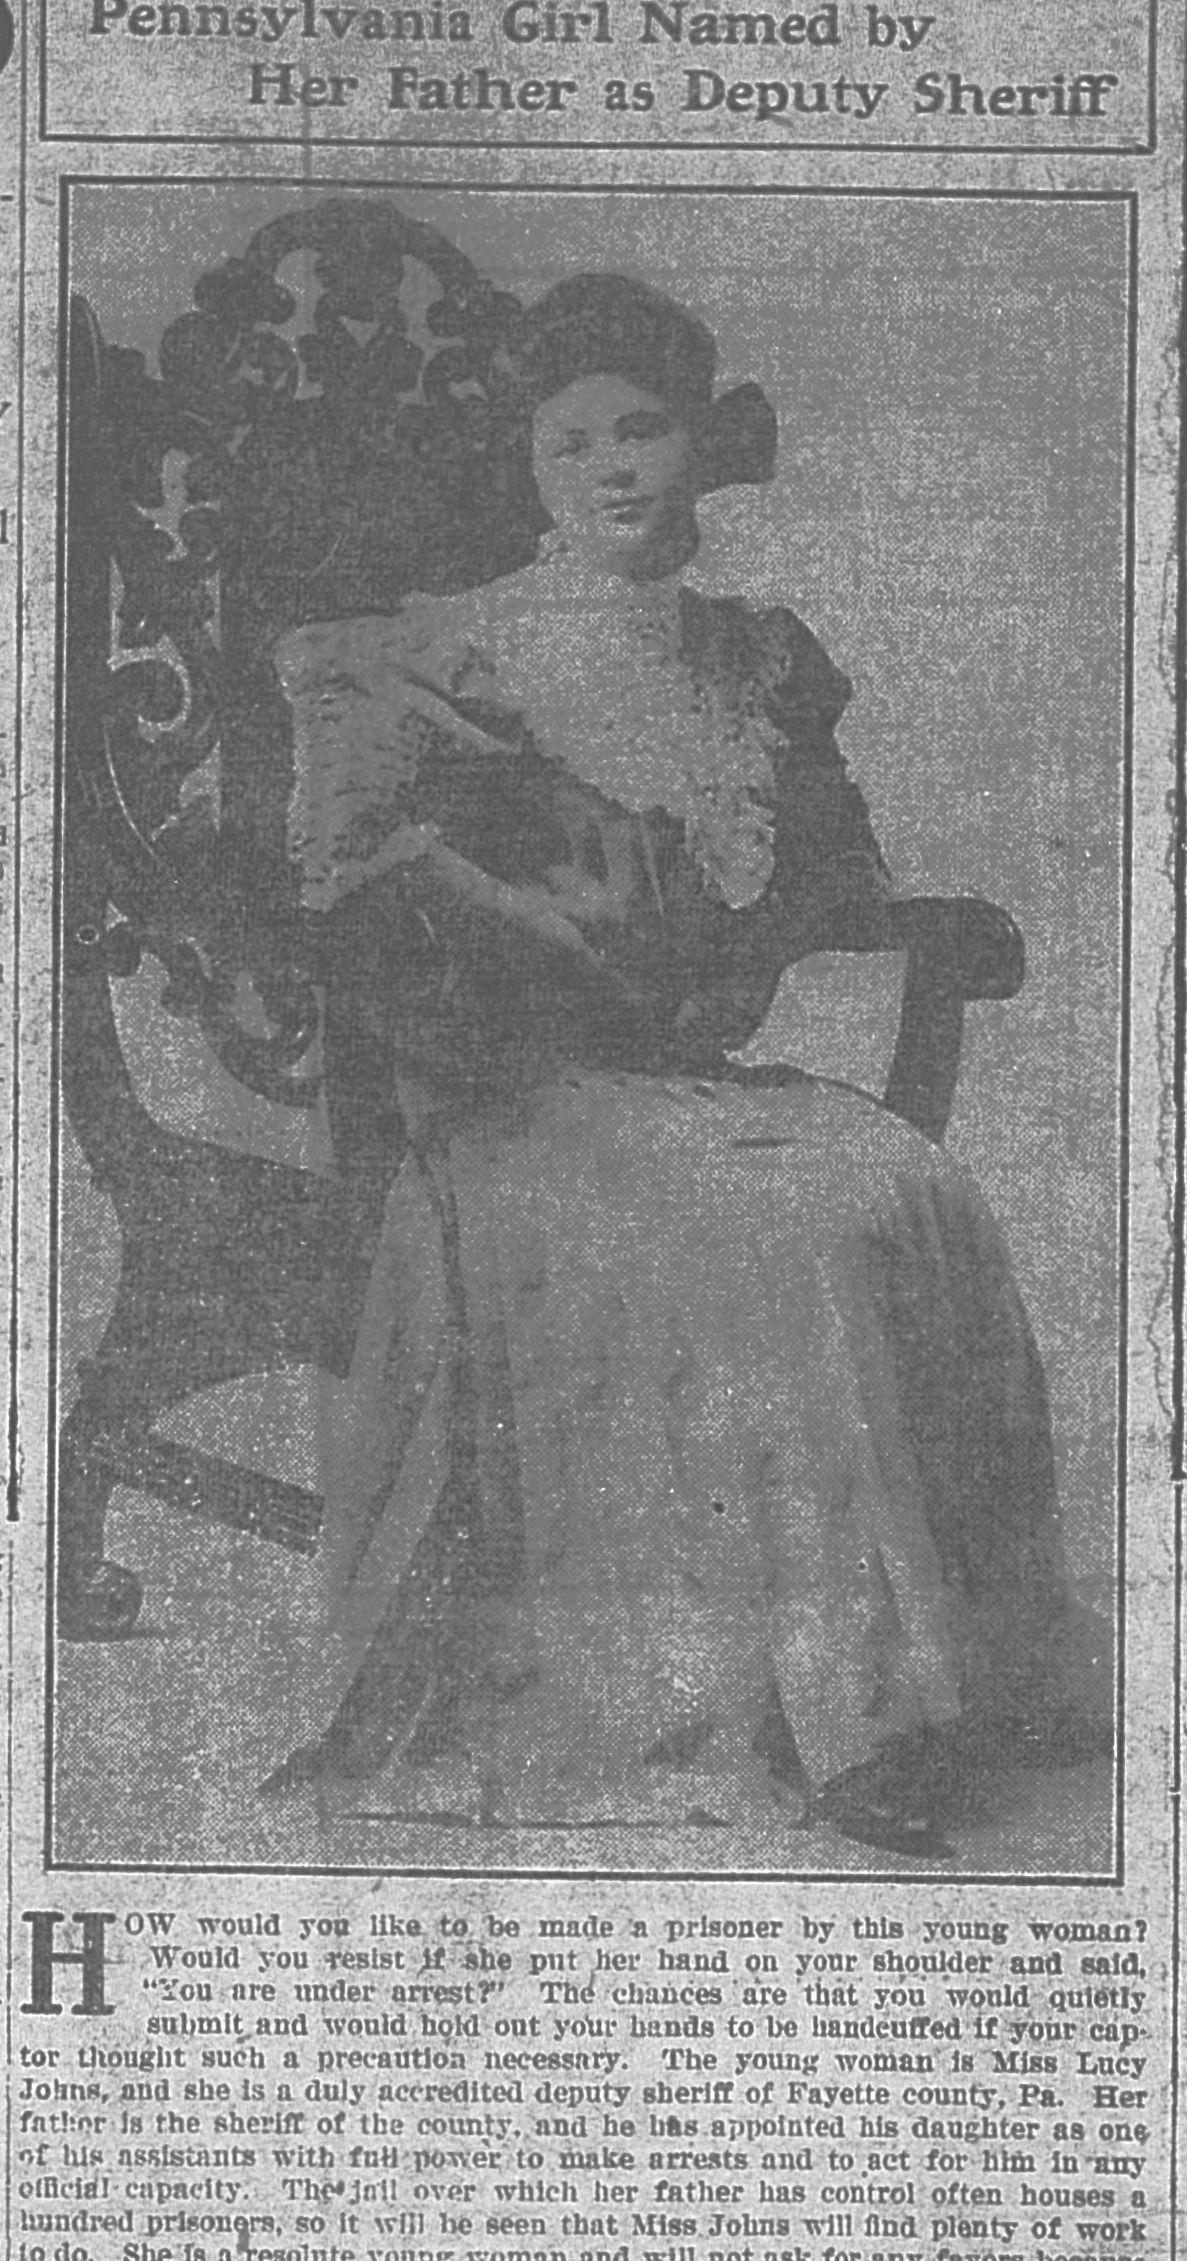 Pennsylvania Girl Named by
Her Father as Deputy Sheriff
HOW would you like to be made a prisoner by this young woman?
Would you resist if she put her hand on your shoulder and said,
"You are under arrest?" The chances are that you would quietly
submit and would hold out your hands to be handcuffed if your cap-
tor thought such a precaution necessary. The young woman is Miss Lucy
Johns, and she is a duly accredited deputy sheriff of Fayette county, Pa. Her
father is the sheriff of the county, and he has appointed his daughter as one
of his assistants with full power to make arrests and to act for him in any
official capacity. The jail over which her father has control often houses a
hundred prisoners, so it will be seen that Miss Johns will find plenty of work
to do. She is a resolute young woman and will not ask for any favors